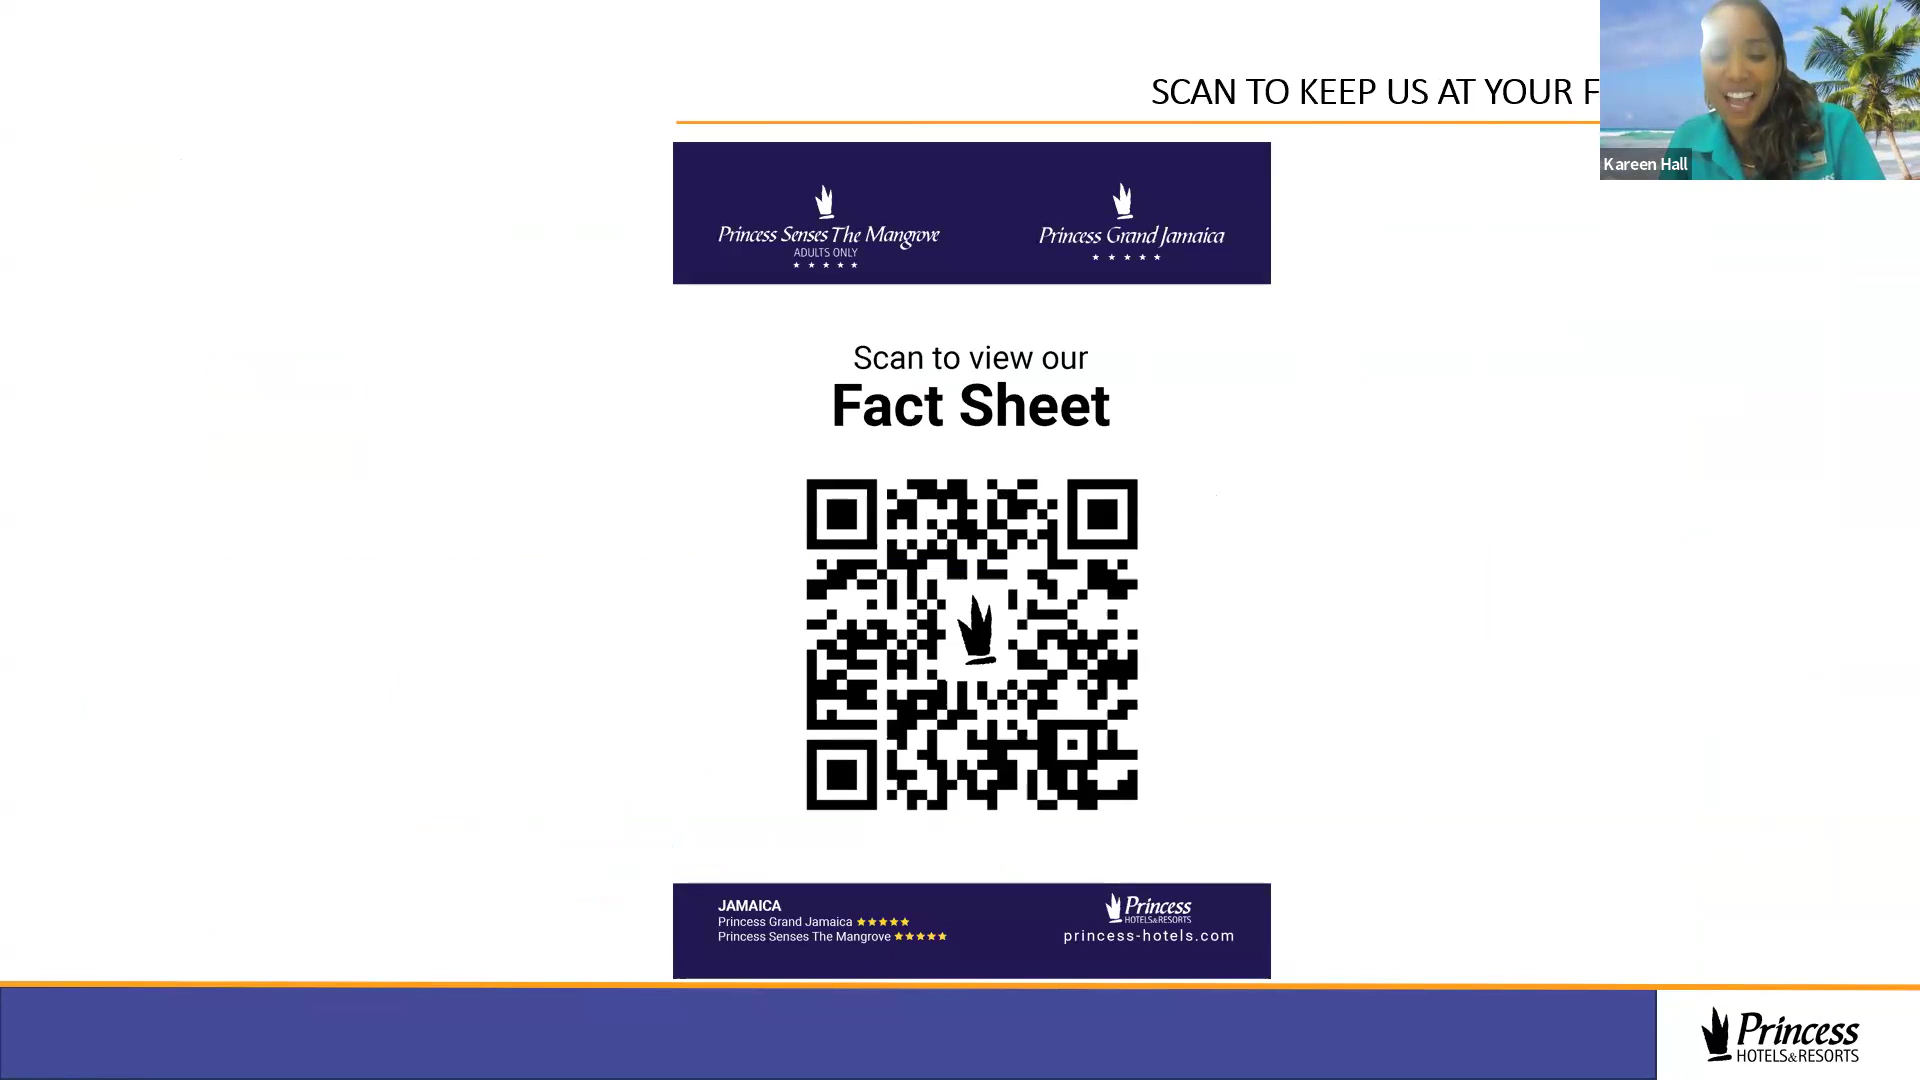 SCAN TO KEEP US AT YOUR F
Kareen Hall
Princess Senses The Mangrove
ADULTS ONLY
Princess Grand Jamaica
Scan to view our
Fact Sheet
JAMAICA
Princess Grand Jamaica
Princess Senses The Mangrove
Princess
HOTELS&RESORTS
princess-hotels.com
Princess
HOTELS&RESORTS